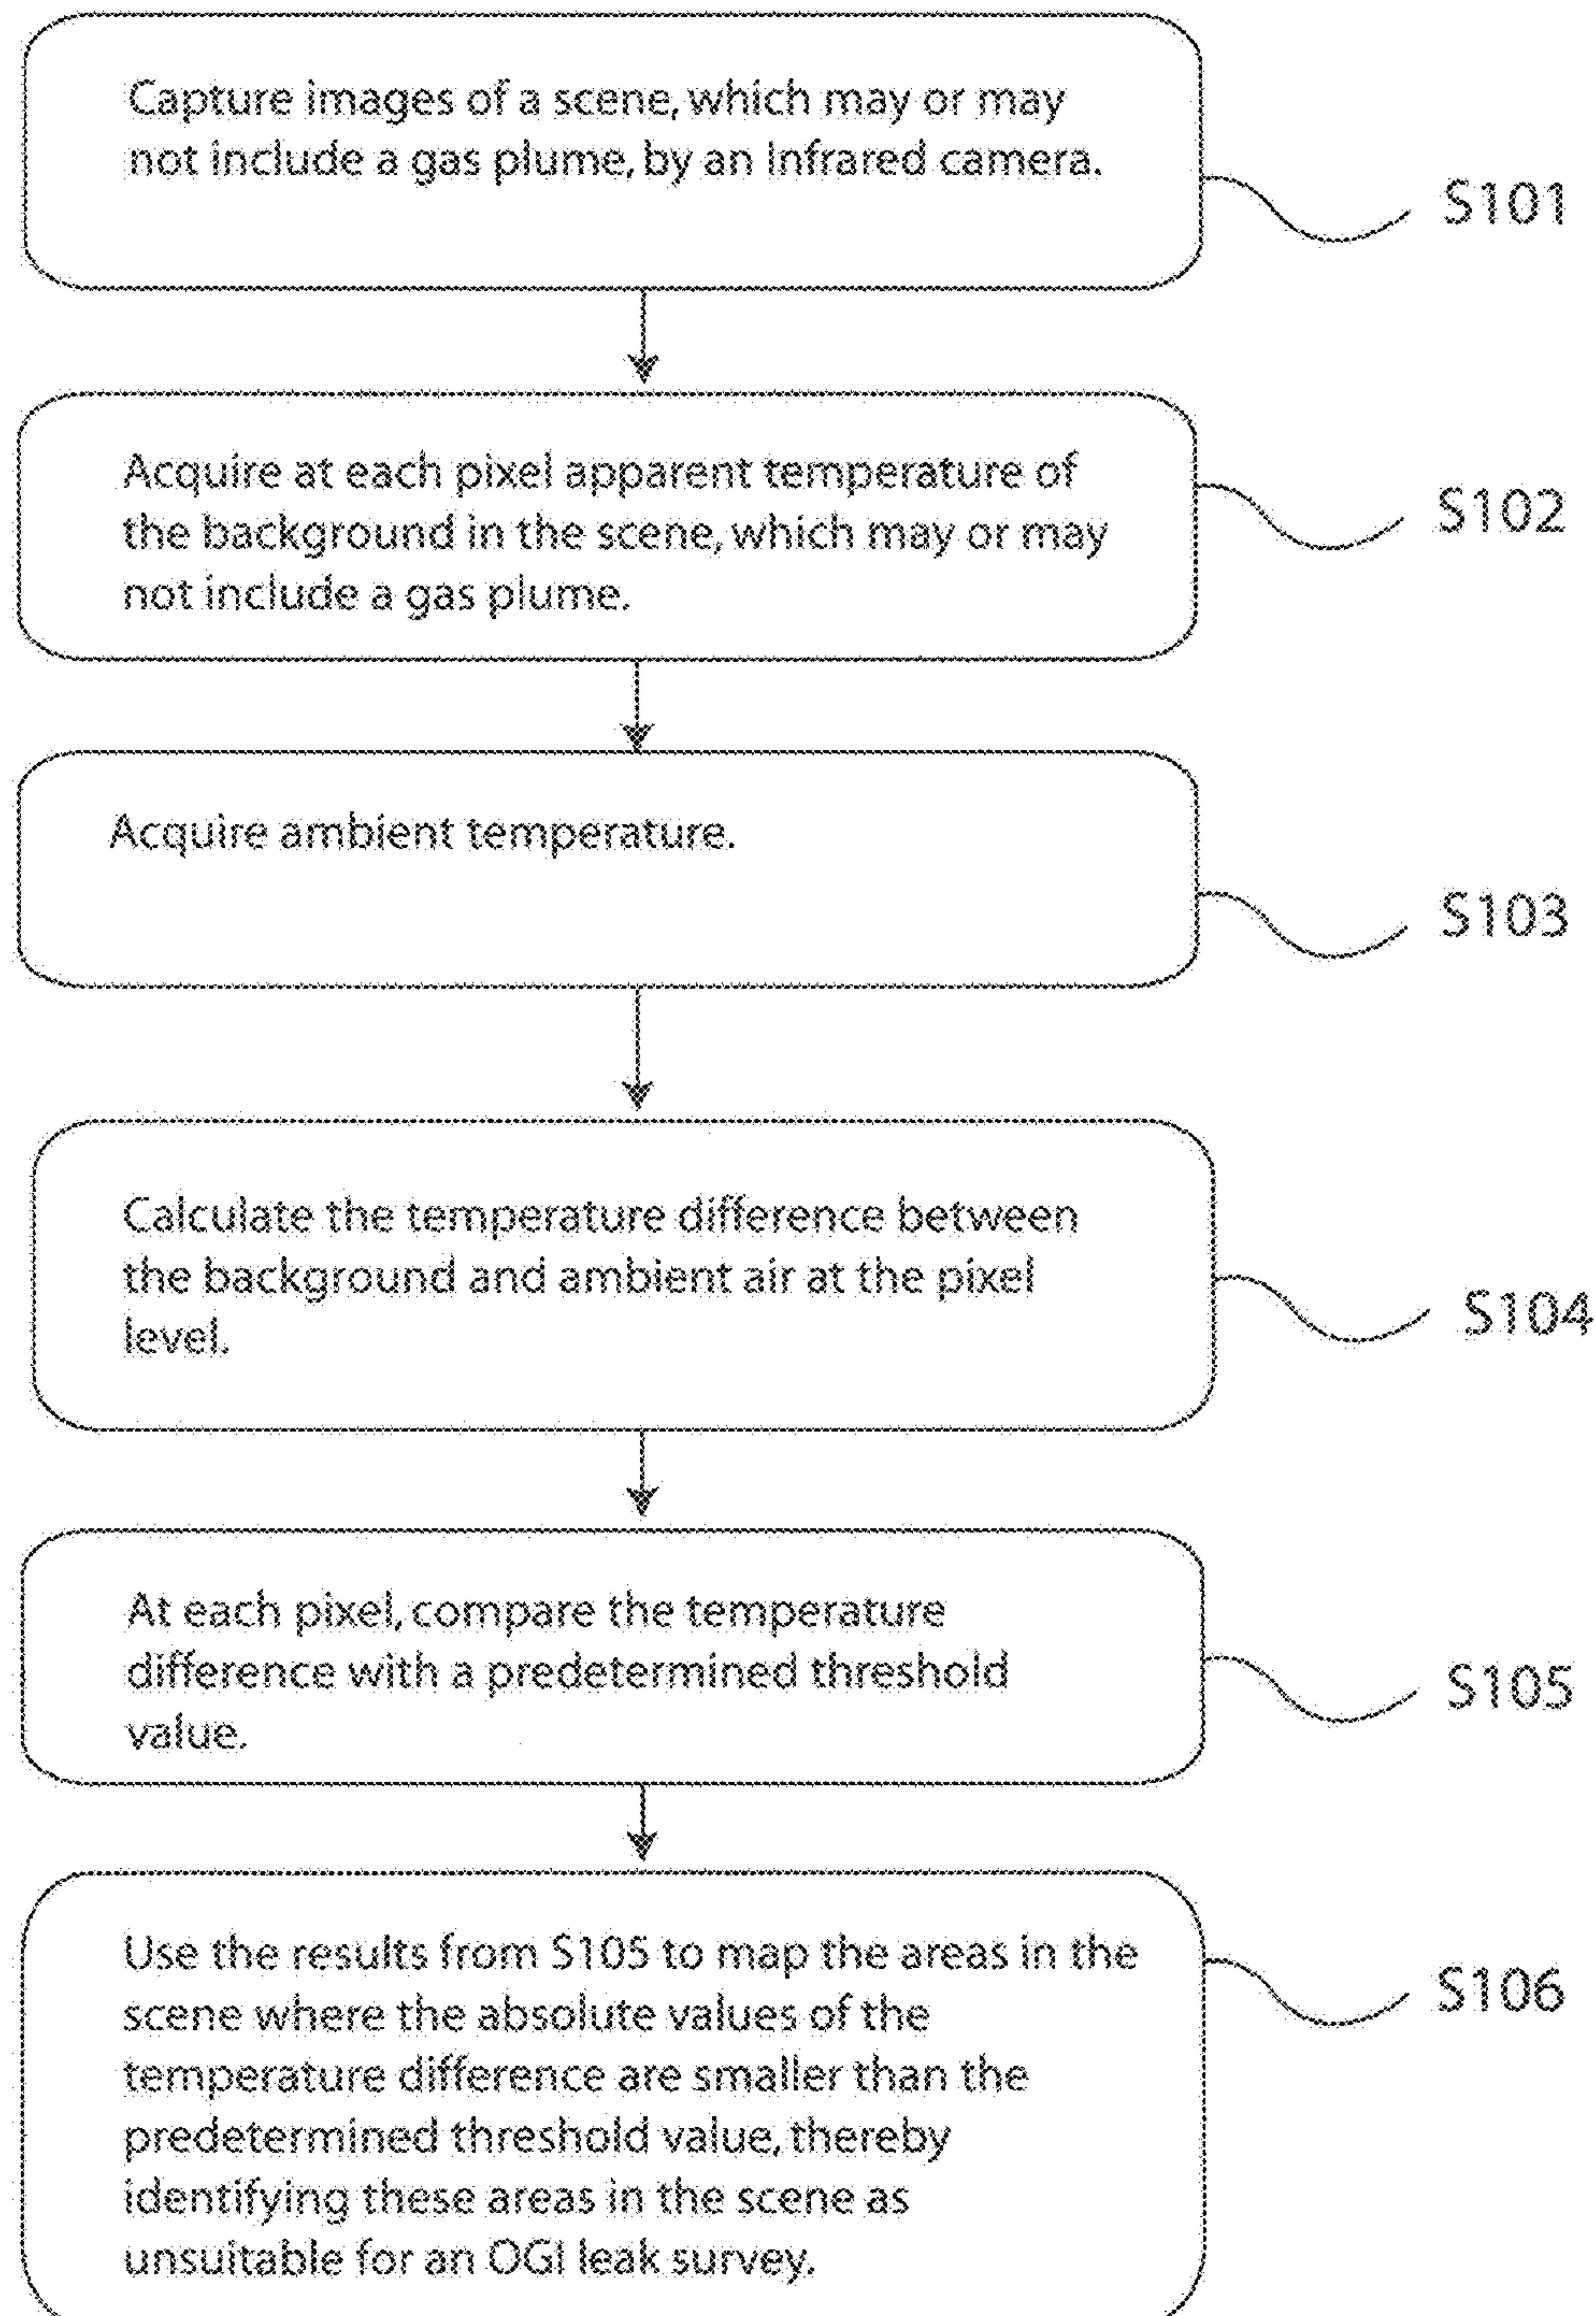 Capture images of a scene, which may or may
not include a gas plume, by an Infrared camera.
S101
Acquire at each pixel apparent temperature of
the background in the scene, which may or may
not include a gas plume.
S102
Acquire ambient temperature.
S103
Calculate the temperature difference between
the background and ambient air at the pixel
level.
S104
At each pixel, compare the temperature
difference with a predetermined threshold
value.
S105
Use the results from S105 to map the areas in the
scene where the absolute values of the
temperature difference are smaller than the
predetermined threshold value, thereby
identifying these areas in the scene as
unsuitable for an OGI leak survey.
S106